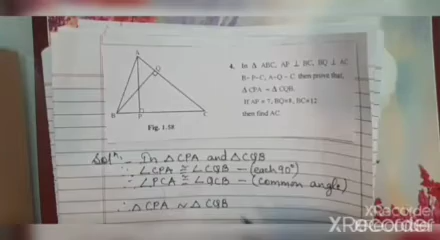 A
Q
B
P
C
Fig. 1.58
4. In Δ ABC, AP ⊥ BC, BQ ⊥ AC
B- P-C, A-Q - C then prova that,
Δ CPA ~ Δ CQB.
If AP = 7, BQ=8, BC=12
then find AC
Solⁿ:- In △CPA and △CQB
∵ ∠CPA ≅ ∠CQB - (each 90°)
∵ ∠PCA ≅ ∠QCB - (common angle)
∴ △CPA ~ △CQB
XRecorder
XRecorder